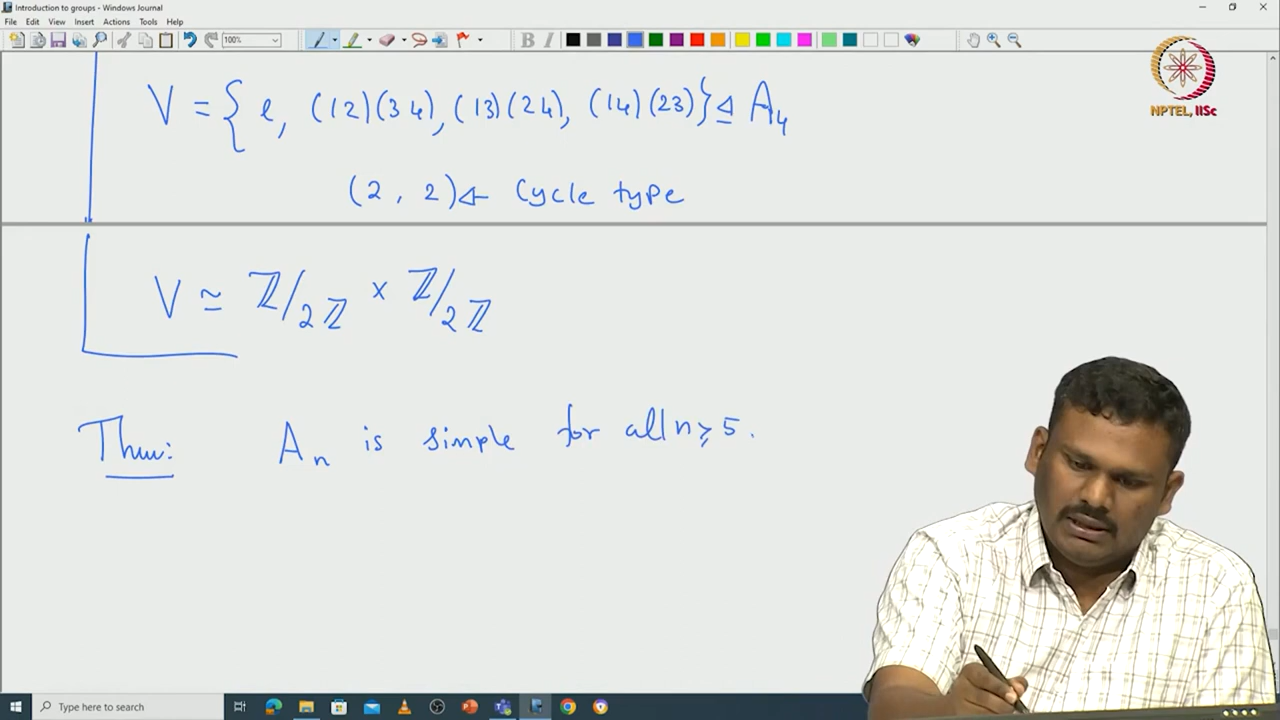 Introduction to groups - Windows Journal
File Edit View Insert Actions Tools Help
100%
B I
V = { e, (12)(34), (13)(24), (14)(23) } ⊴ A₄
(2, 2) ← Cycle type
V ≃ ℤ/2ℤ × ℤ/2ℤ
Thm: Aₙ is simple for all n ≥ 5.
NPTEL, IISc
Type here to search